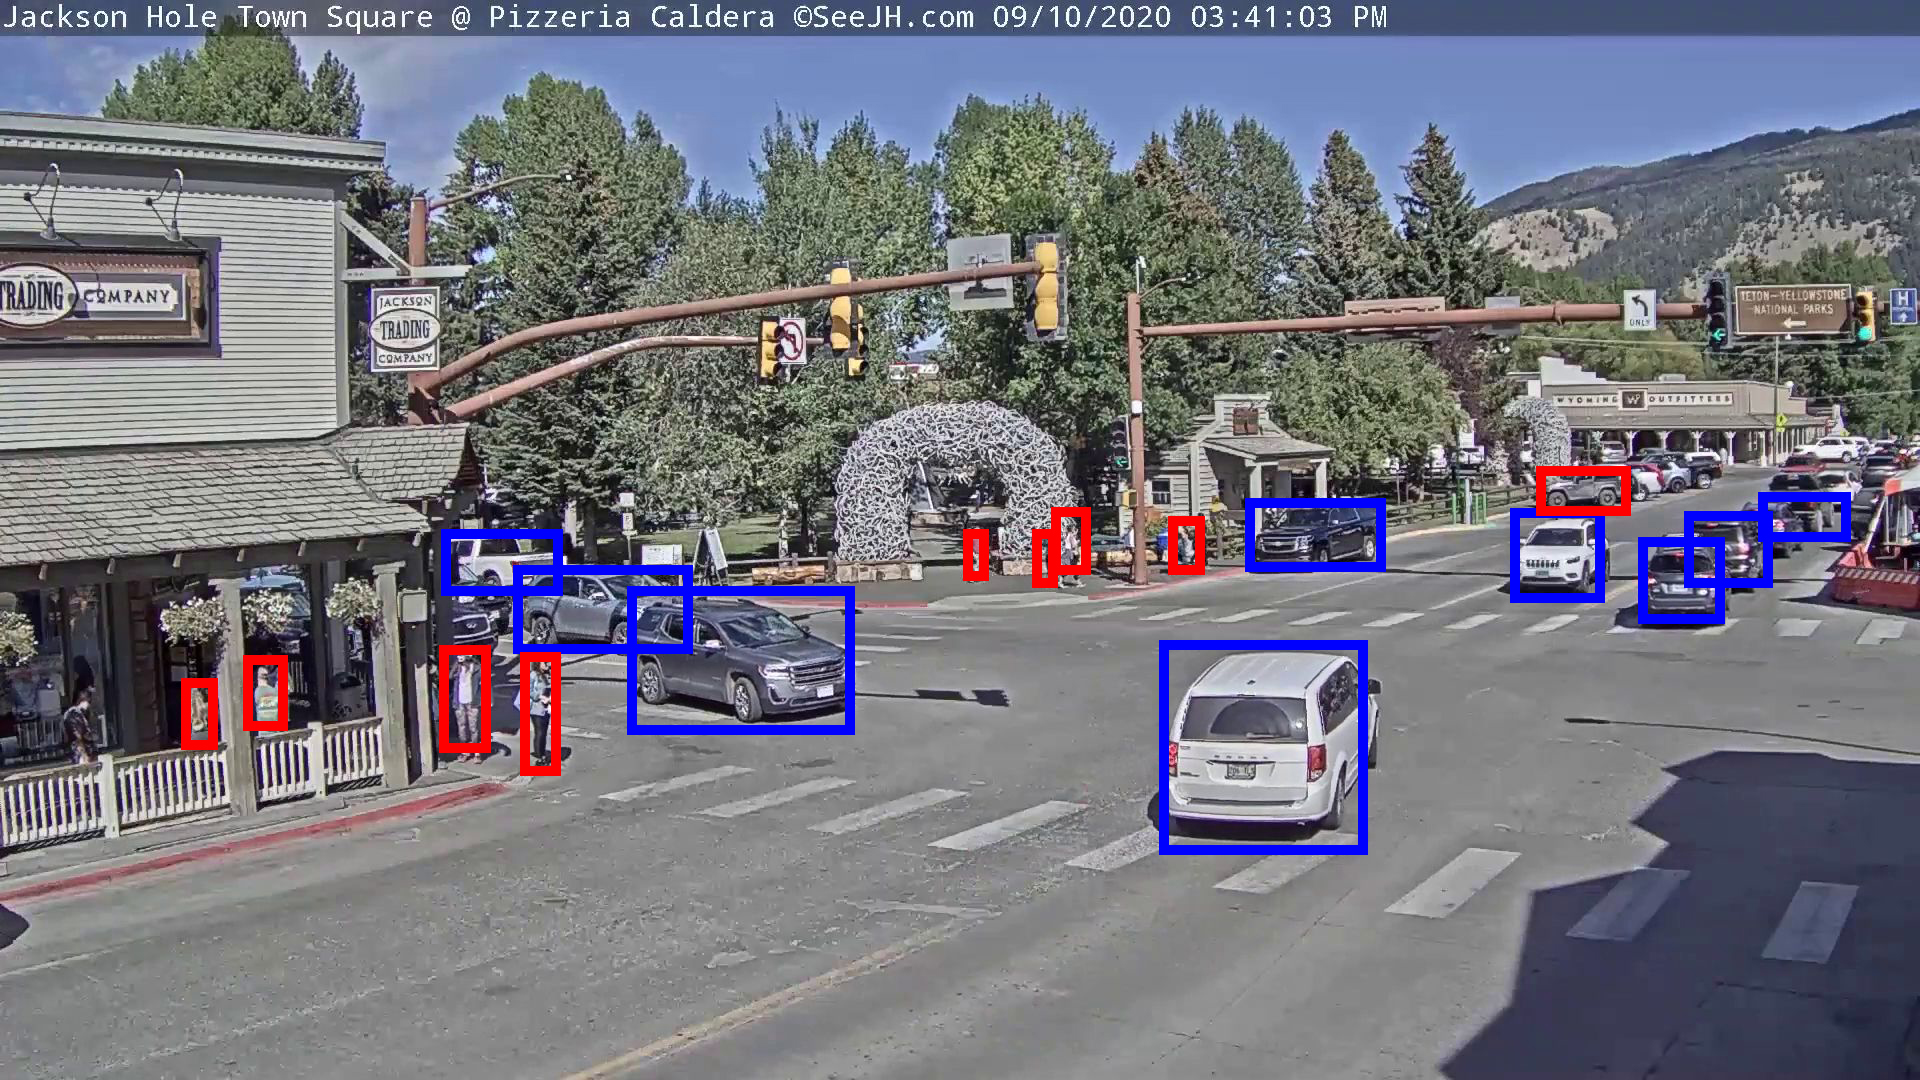 Jackson Hole Town Square @ Pizzeria Caldera ©SeeJH.com 09/10/2020 03:41:03 PM
TRADING COMPANY
JACKSON
TRADING
COMPANY
ONLY
TETON-YELLOWSTONE
NATIONAL PARKS
H
WYOMING W OUTFITTERS